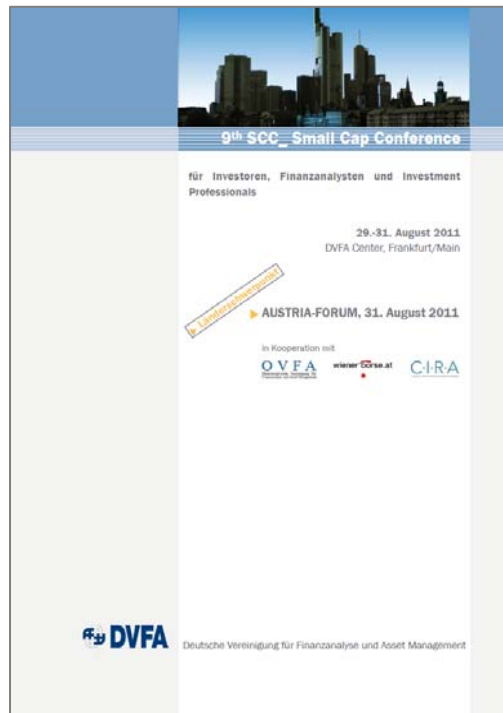 9th SCC_ Small Cap Conference
für Investoren, Finanzanalysten und Investment
Professionals
29.-31. August 2011
DVFA Center, Frankfurt/Main
Länderschwerpunkt
AUSTRIA-FORUM, 31. August 2011
in Kooperation mit
ÖVFA
wiener börse.at
C·I·R·A
DVFA
Deutsche Vereinigung für Finanzanalyse und Asset Management